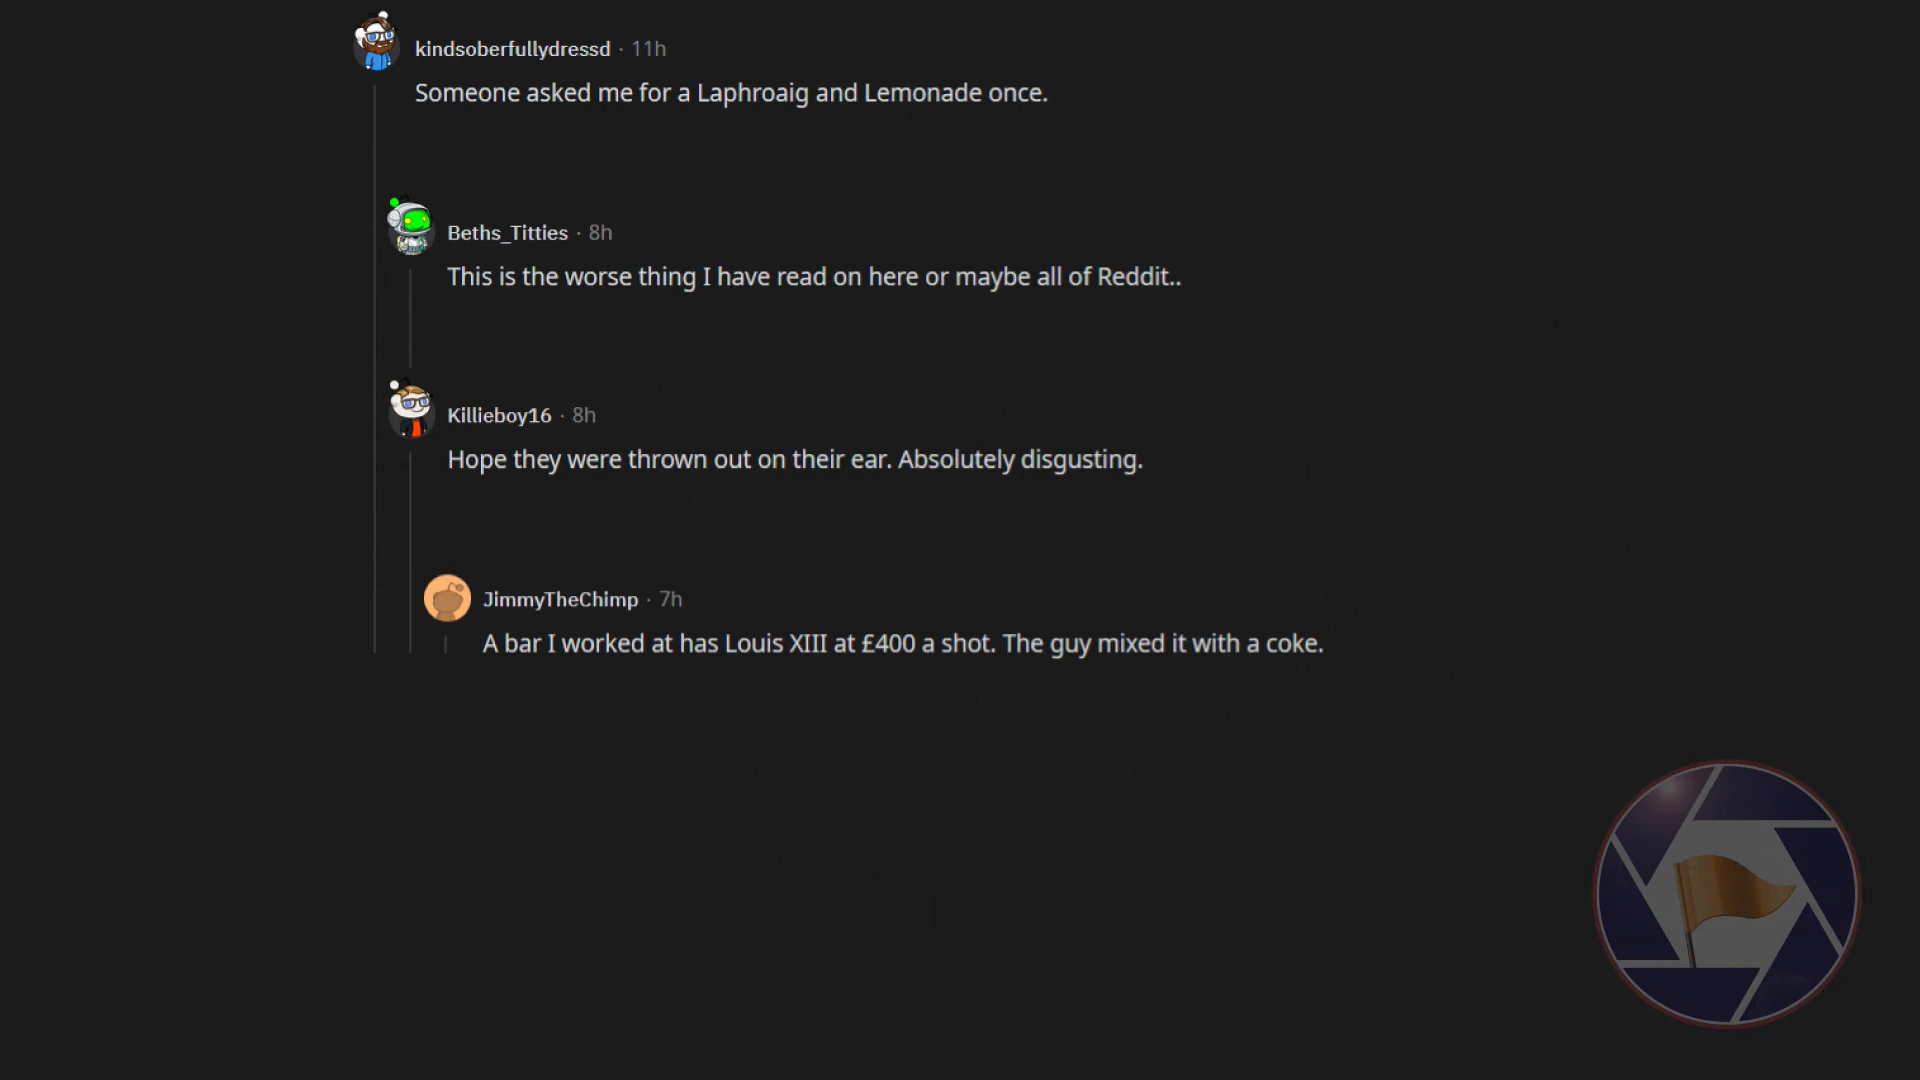 kindsoberfullydressd · 11h
Someone asked me for a Laphroaig and Lemonade once.
Beths_Titties · 8h
This is the worse thing I have read on here or maybe all of Reddit..
Killieboy16 · 8h
Hope they were thrown out on their ear. Absolutely disgusting.
JimmyTheChimp · 7h
A bar I worked at has Louis XIII at £400 a shot. The guy mixed it with a coke.